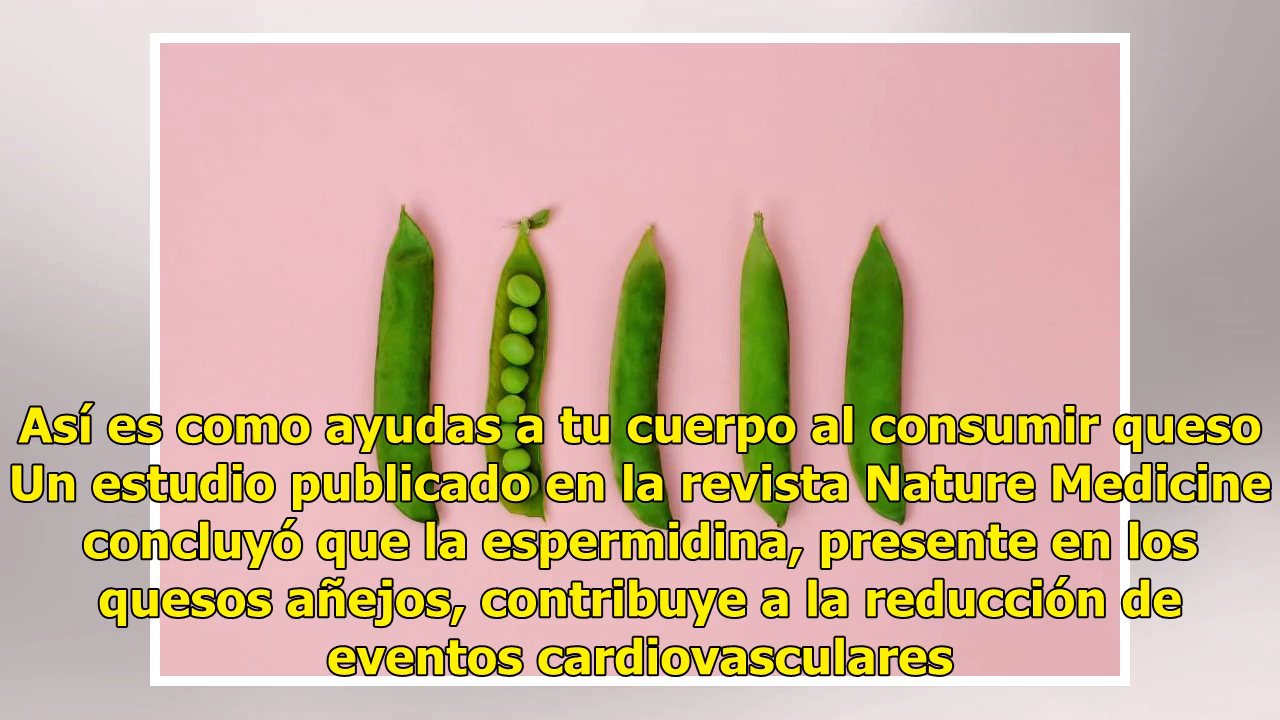 Así es como ayudas a tu cuerpo al consumir queso
Un estudio publicado en la revista Nature Medicine
concluyó que la espermidina, presente en los
quesos añejos, contribuye a la reducción de
eventos cardiovasculares